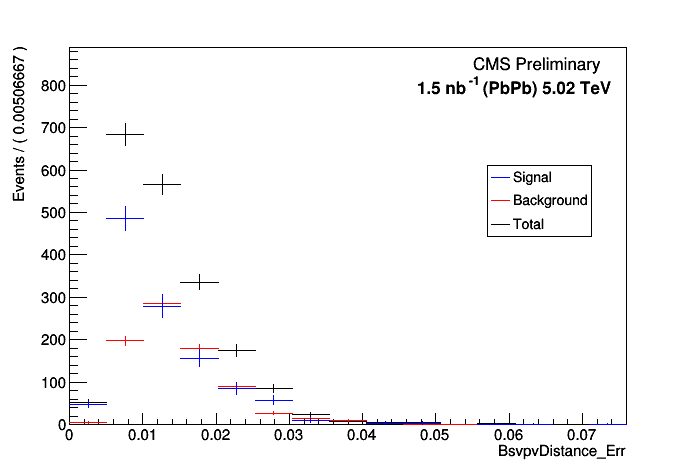 CMS Preliminary
1.5 nb-1 (PbPb) 5.02 TeV
Events / ( 0.00506667 )
800
700
600
500
400
300
200
100
0
Signal
Background
Total
0 0.01 0.02 0.03 0.04 0.05 0.06 0.07
BsvpvDistance_Err